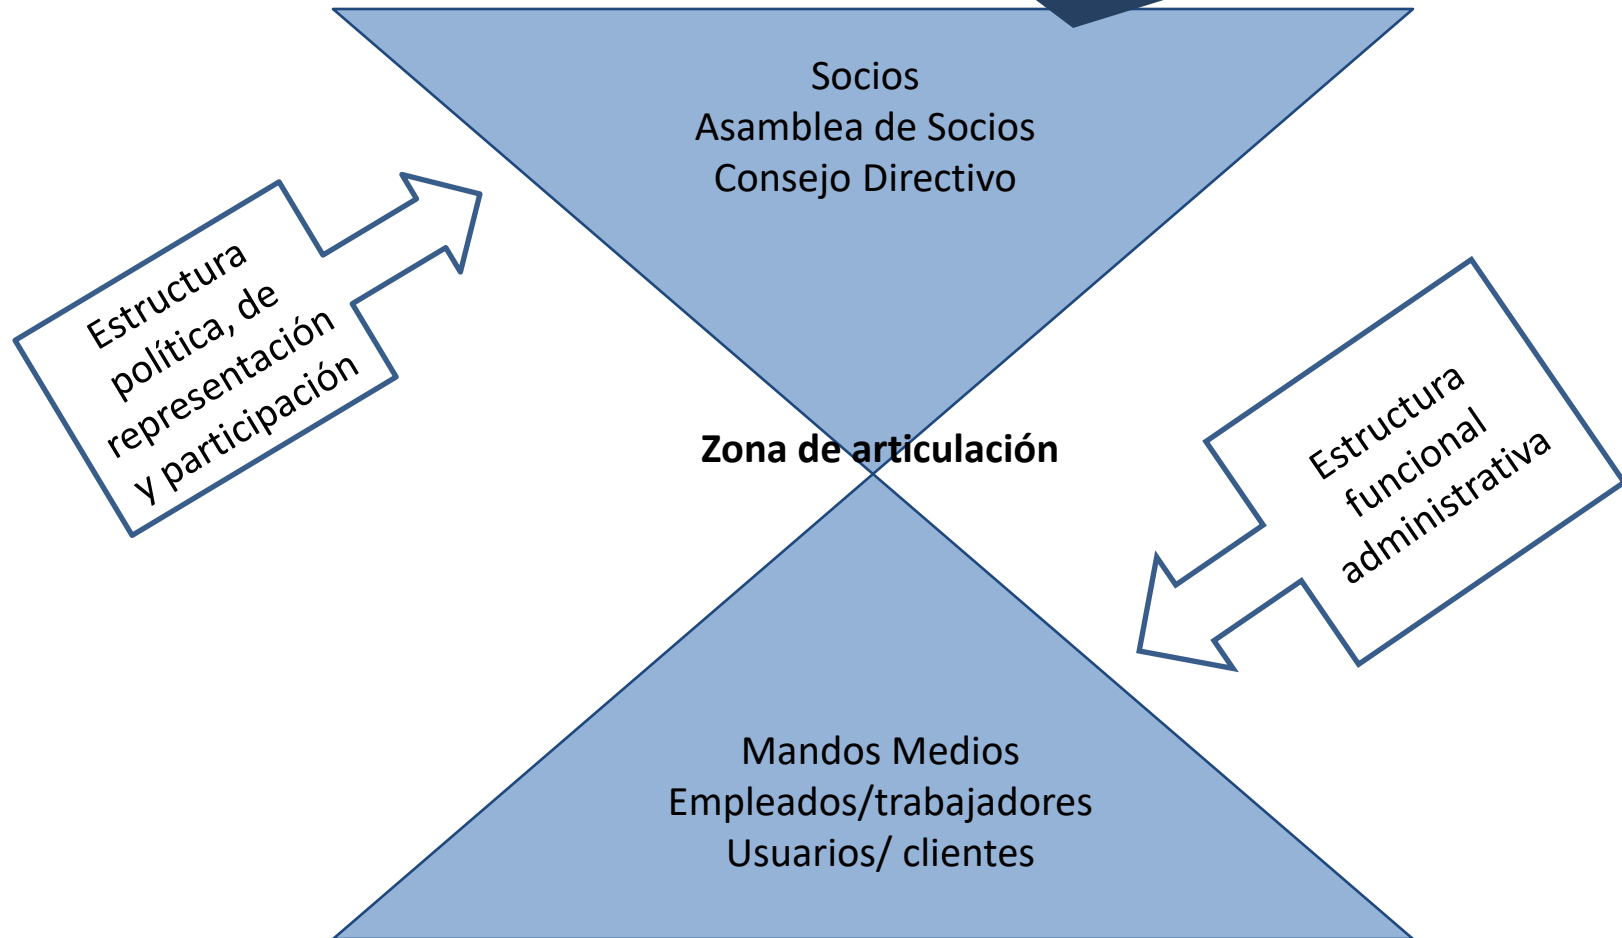 Socios
Asamblea de Socios
Consejo Directivo
Estructura
política, de
representación
y participación
Zona de articulación
Estructura
funcional
administrativa
Mandos Medios
Empleados/trabajadores
Usuarios/ clientes